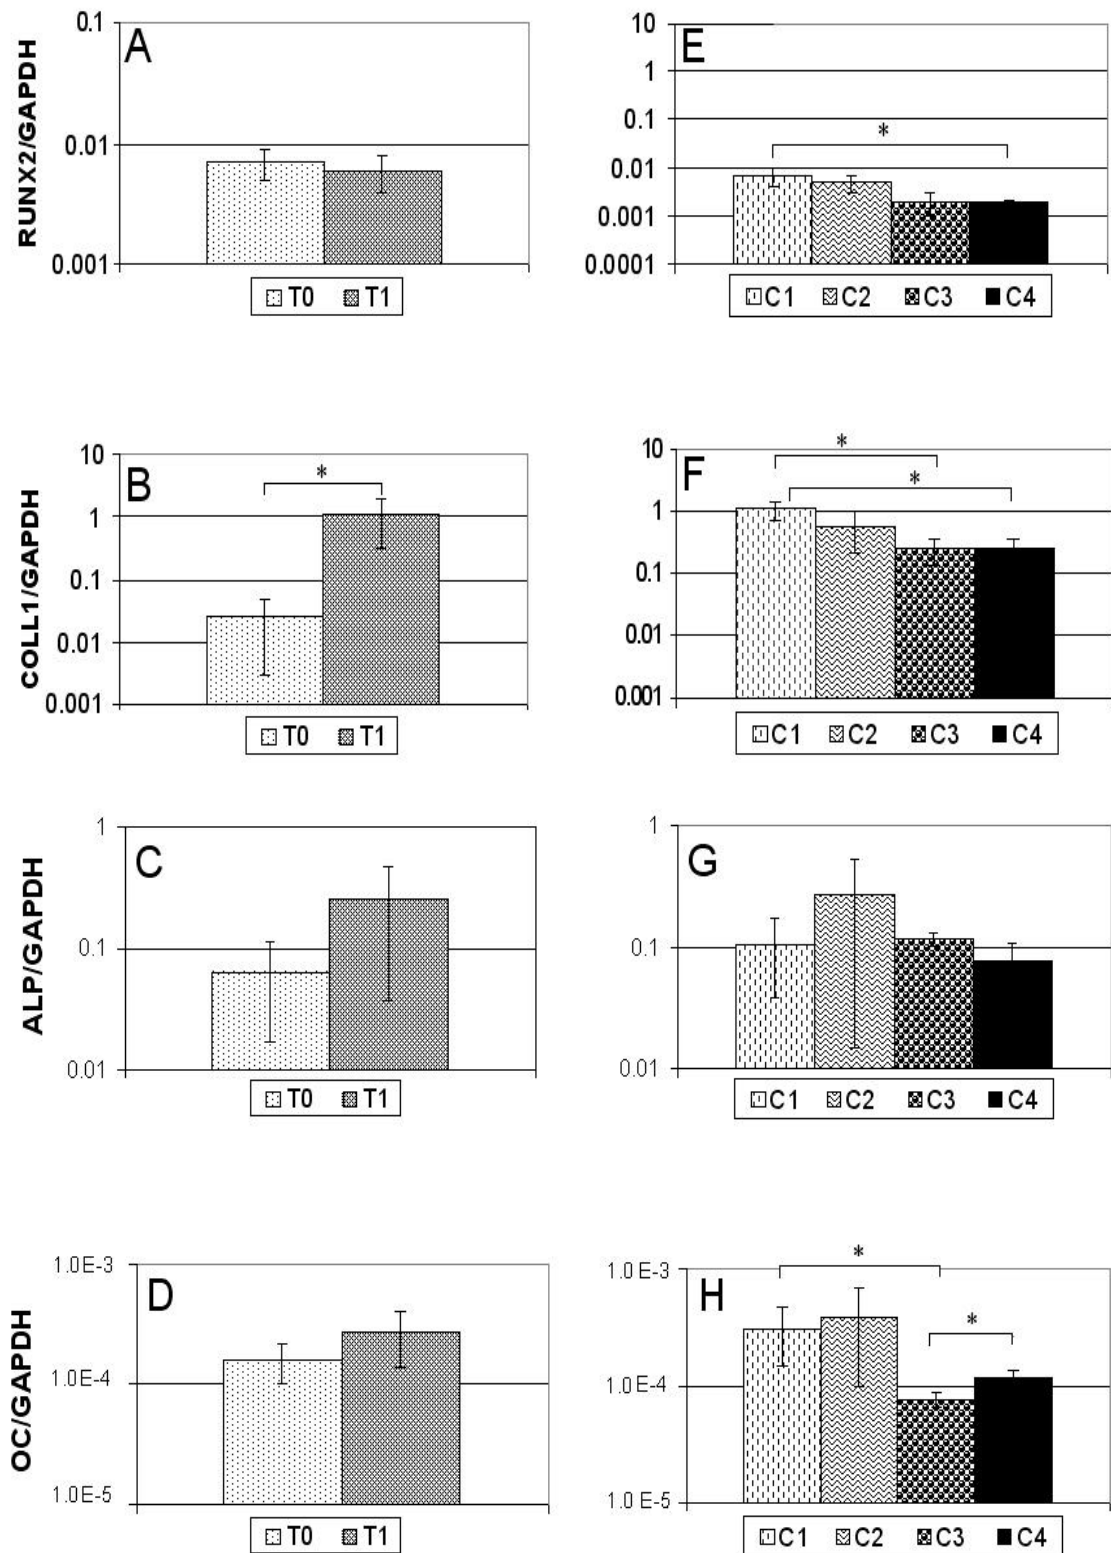 A
RUNX2/GAPDH
0.1
0.01
0.001
T0 T1
E
10
1
0.1
0.01
0.001
0.0001
*
C1 C2 C3 C4
B
COLL1/GAPDH
10
1
0.1
0.01
0.001
*
T0 T1
F
10
1
0.1
0.01
0.001
*
*
C1 C2 C3 C4
C
ALP/GAPDH
1
0.1
0.01
T0 T1
G
1
0.1
0.01
C1 C2 C3 C4
D
OC/GAPDH
1.0E-3
1.0E-4
1.0E-5
T0 T1
H
1.0E-3
1.0E-4
1.0E-5
*
*
C1 C2 C3 C4